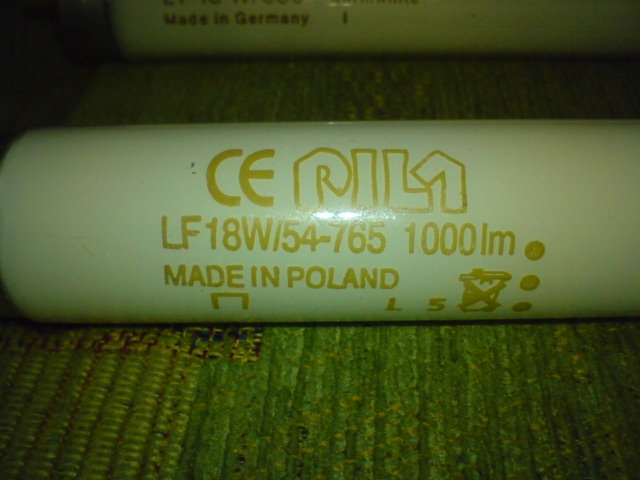 Made in Germany
CE PILA
LF18W/54-765 1000lm
MADE IN POLAND
L 5